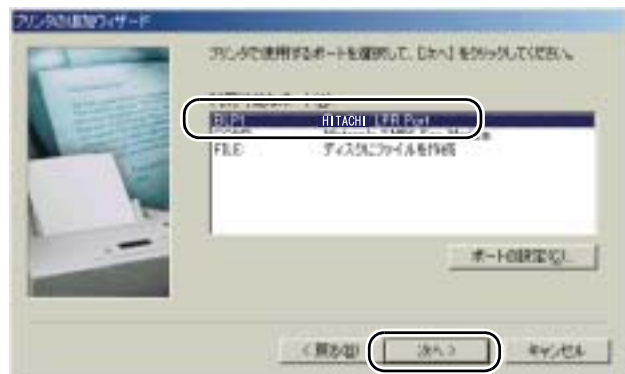 プリンタの追加ウィザード
プリンタで使用するポートを選択して、[次へ] をクリックしてください。
BLP1: HITACHI LPR Port
FILE: ディスクにファイルを作成
ポートの設定(C)...
< 戻る(B)
次へ >
キャンセル